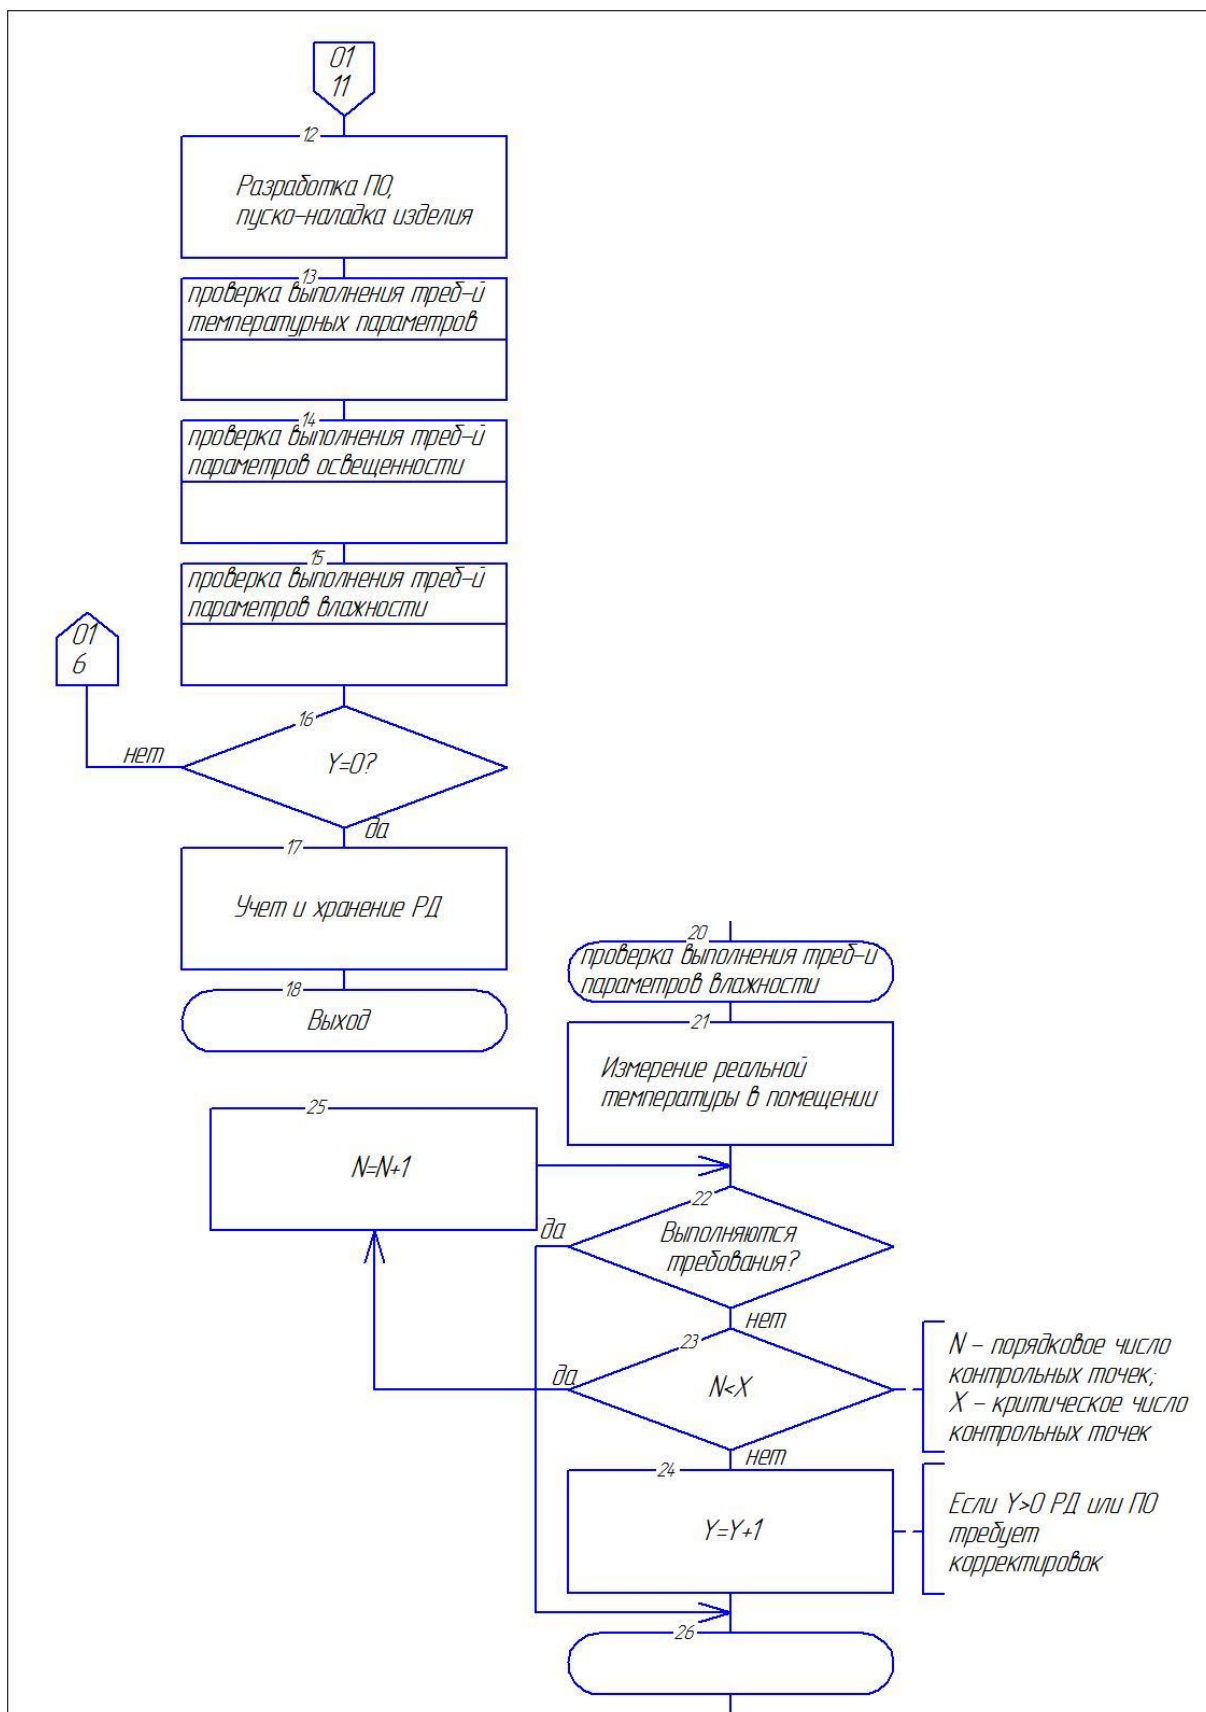 01
11
12
Разработка ПО,
пуско-наладка изделия
13
проверка выполнения треб-й
температурных параметров
14
проверка выполнения треб-й
параметров освещенности
15
проверка выполнения треб-й
параметров влажности
01
6
16
нет
Y=0?
да
17
Учет и хранение РД
18
Выход
20
проверка выполнения треб-й
параметров влажности
21
Измерение реальной
температуры в помещении
25
N=N+1
22
да
Выполняются
требования?
нет
23
да
N<X
N – порядковое число
контрольных точек;
X – критическое число
контрольных точек
нет
24
Y=Y+1
Если Y>0 РД или ПО
требует
корректировок
26